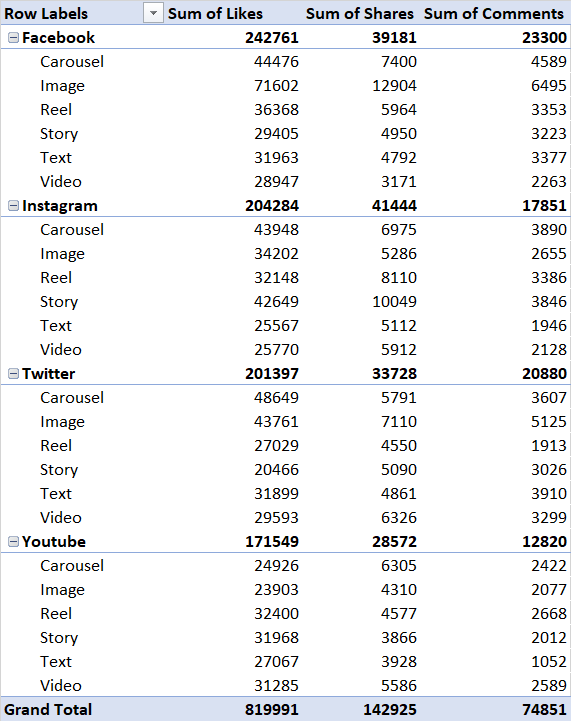 Row Labels Sum of Likes Sum of Shares Sum of Comments
Facebook 242761 39181 23300
Carousel 44476 7400 4589
Image 71602 12904 6495
Reel 36368 5964 3353
Story 29405 4950 3223
Text 31963 4792 3377
Video 28947 3171 2263
Instagram 204284 41444 17851
Carousel 43948 6975 3890
Image 34202 5286 2655
Reel 32148 8110 3386
Story 42649 10049 3846
Text 25567 5112 1946
Video 25770 5912 2128
Twitter 201397 33728 20880
Carousel 48649 5791 3607
Image 43761 7110 5125
Reel 27029 4550 1913
Story 20466 5090 3026
Text 31899 4861 3910
Video 29593 6326 3299
Youtube 171549 28572 12820
Carousel 24926 6305 2422
Image 23903 4310 2077
Reel 32400 4577 2668
Story 31968 3866 2012
Text 27067 3928 1052
Video 31285 5586 2589
Grand Total 819991 142925 74851